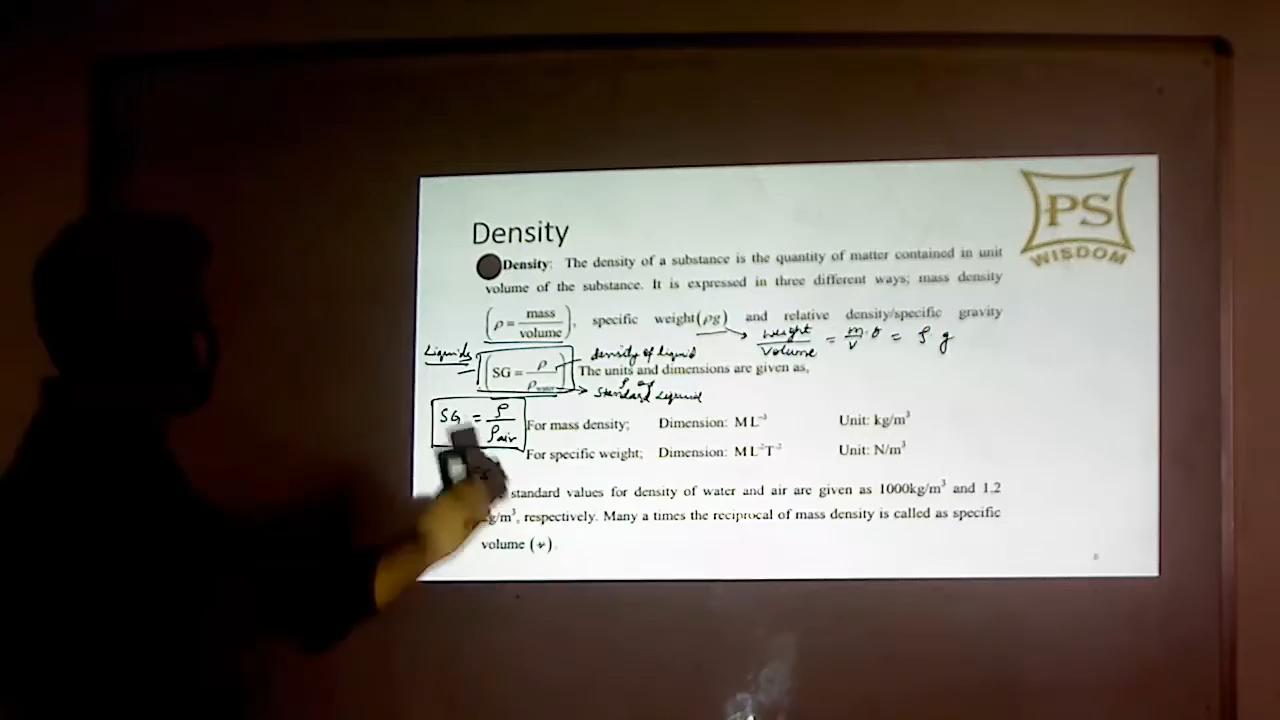 PS
WISDOM
Density
Density: The density of a substance is the quantity of matter contained in unit
volume of the substance. It is expressed in three different ways; mass density
(ρ = mass/volume), specific weight(ρg) and relative density/specific gravity
weight/volume = m/v · g = ρ g
Liquids
density of liquid
(SG = ρ/ρwater) The units and dimensions are given as,
Standard Liquid
SG = ρ/ρair
For mass density; Dimension: ML⁻³ Unit: kg/m³
For specific weight; Dimension: ML⁻²T⁻² Unit: N/m³
standard values for density of water and air are given as 1000kg/m³ and 1.2
kg/m³, respectively. Many a times the reciprocal of mass density is called as specific
volume (v).